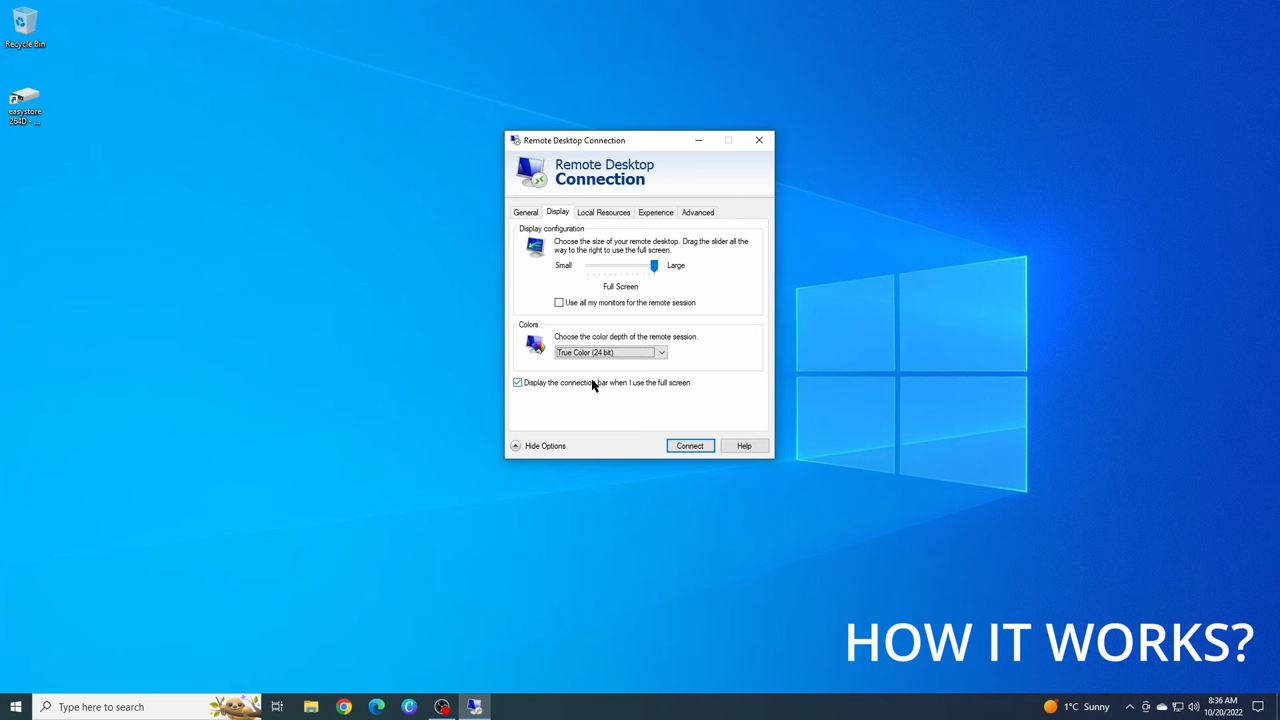 Recycle Bin
easystore
264D - ...
Remote Desktop Connection
Remote Desktop
Connection
General
Display
Local Resources
Experience
Advanced
Display configuration
Choose the size of your remote desktop. Drag the slider all the
way to the right to use the full screen.
Small
Large
Full Screen
Use all my monitors for the remote session
Colors
Choose the color depth of the remote session.
True Color (24 bit)
Display the connection bar when I use the full screen
Hide Options
Connect
Help
HOW IT WORKS?
Type here to search
1°C Sunny
8:36 AM
10/20/2022